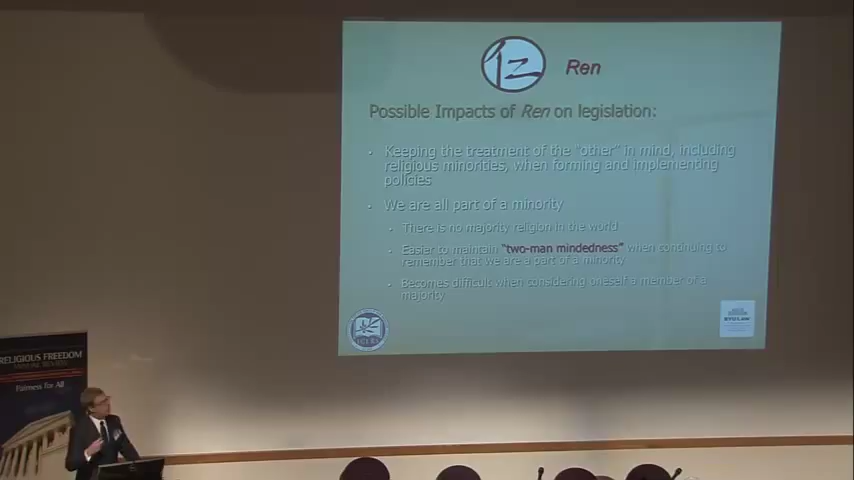 仁
Ren
Possible Impacts of Ren on legislation:
Keeping the treatment of the "other" in mind, including
religious minorities, when forming and implementing
policies
We are all part of a minority
There is no majority religion in the world
Easier to maintain "two-man mindedness" when continuing to
remember that we are a part of a minority
Becomes difficult when considering oneself a member of a
majority
BYU LAW
RELIGIOUS FREEDOM
Fairness for All